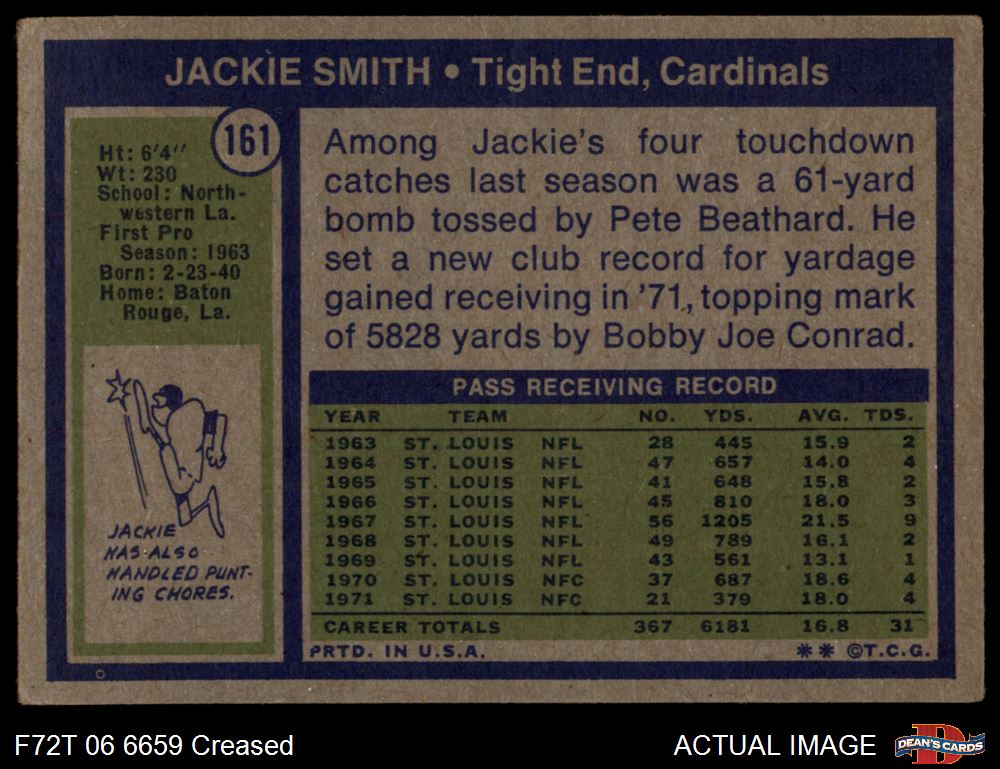 JACKIE SMITH • Tight End, Cardinals
161
Ht: 6'4"
Wt: 230
School: North-
western La.
First Pro
Season: 1963
Born: 2-23-40
Home: Baton
Rouge, La.
JACKIE
HAS ALSO
HANDLED PUNT-
ING CHORES.
Among Jackie's four touchdown
catches last season was a 61-yard
bomb tossed by Pete Beathard. He
set a new club record for yardage
gained receiving in '71, topping mark
of 5828 yards by Bobby Joe Conrad.
PASS RECEIVING RECORD
YEAR TEAM NO. YDS. AVG. TDS.
1963 ST. LOUIS NFL 28 445 15.9 2
1964 ST. LOUIS NFL 47 657 14.0 4
1965 ST. LOUIS NFL 41 648 15.8 2
1966 ST. LOUIS NFL 45 810 18.0 3
1967 ST. LOUIS NFL 56 1205 21.5 9
1968 ST. LOUIS NFL 49 789 16.1 2
1969 ST. LOUIS NFL 43 561 13.1 1
1970 ST. LOUIS NFC 37 687 18.6 4
1971 ST. LOUIS NFC 21 379 18.0 4
CAREER TOTALS 367 6181 16.8 31
PRTD. IN U.S.A. ** ©T.C.G.
F72T 06 6659 Creased ACTUAL IMAGE
D
DEAN'S CARDS